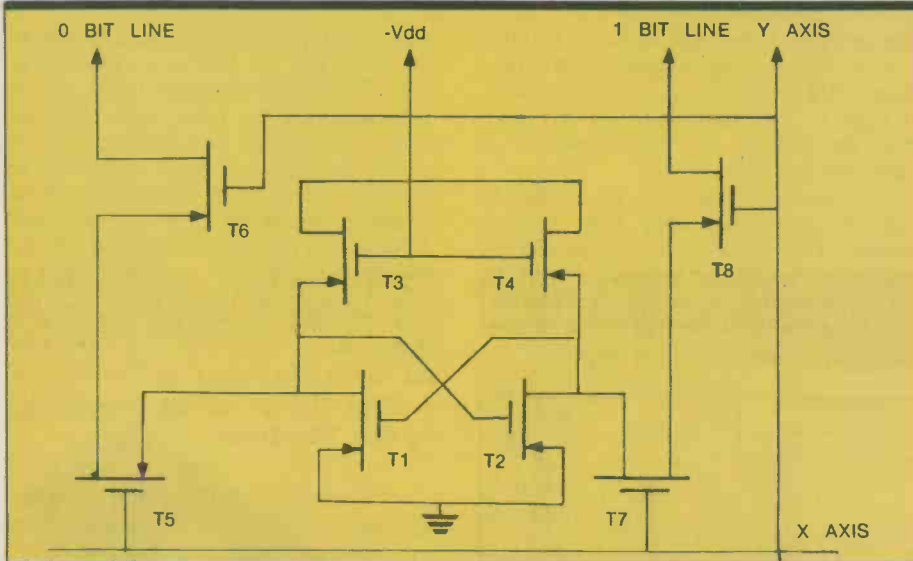 0 BIT LINE
-Vdd
1 BIT LINE
Y AXIS
T6
T3
T4
T8
T1
T2
T5
T7
X AXIS